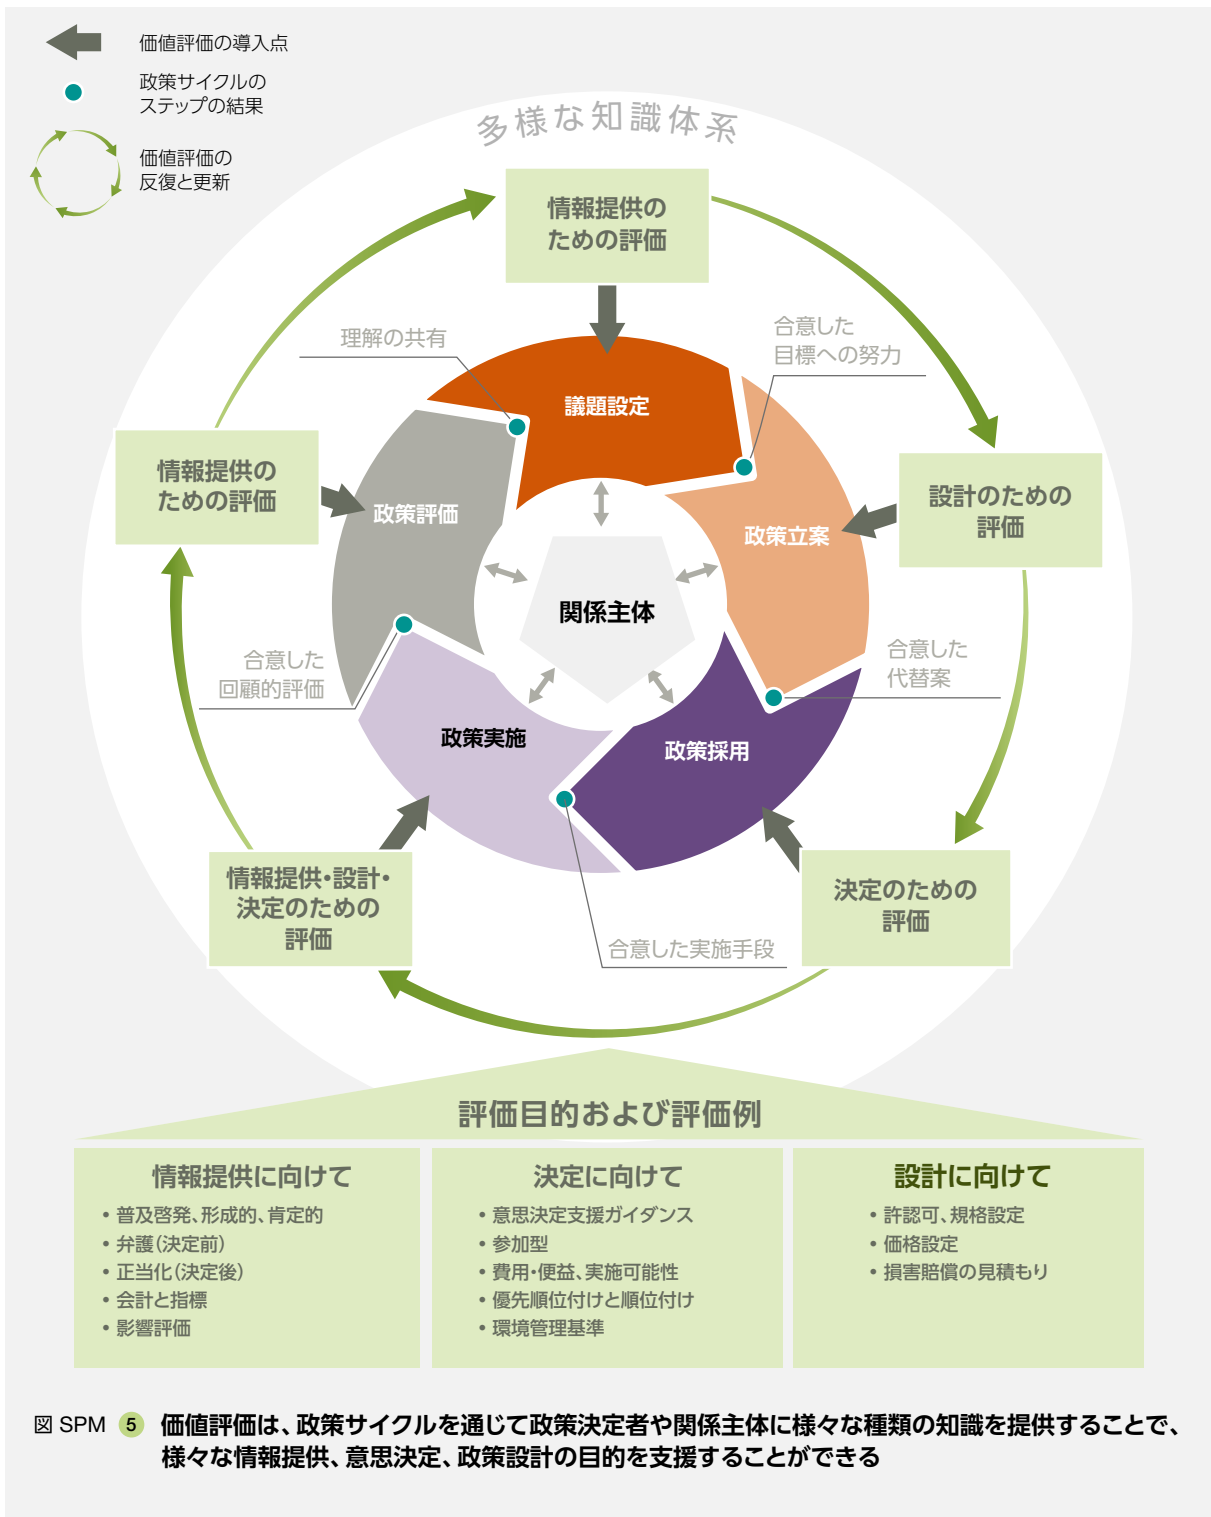 価値評価の導入点
政策サイクルの
ステップの結果
価値評価の
反復と更新
多様な知識体系
情報提供の
ための評価
理解の共有
合意した
目標への努力
議題設定
情報提供の
ための評価
政策評価
設計のための
評価
政策立案
関係主体
合意した
回顧的評価
合意した
代替案
政策実施
政策採用
情報提供・設計・
決定のための
評価
決定のための
評価
合意した実施手段
評価目的および評価例
情報提供に向けて
• 普及啓発、形成的、肯定的
• 弁護（決定前）
• 正当化（決定後）
• 会計と指標
• 影響評価
決定に向けて
• 意思決定支援ガイダンス
• 参加型
• 費用・便益、実施可能性
• 優先順位付けと順位付け
• 環境管理基準
設計に向けて
• 許認可、規格設定
• 価格設定
• 損害賠償の見積もり
図 SPM 5 価値評価は、政策サイクルを通じて政策決定者や関係主体に様々な種類の知識を提供することで、
様々な情報提供、意思決定、政策設計の目的を支援することができる